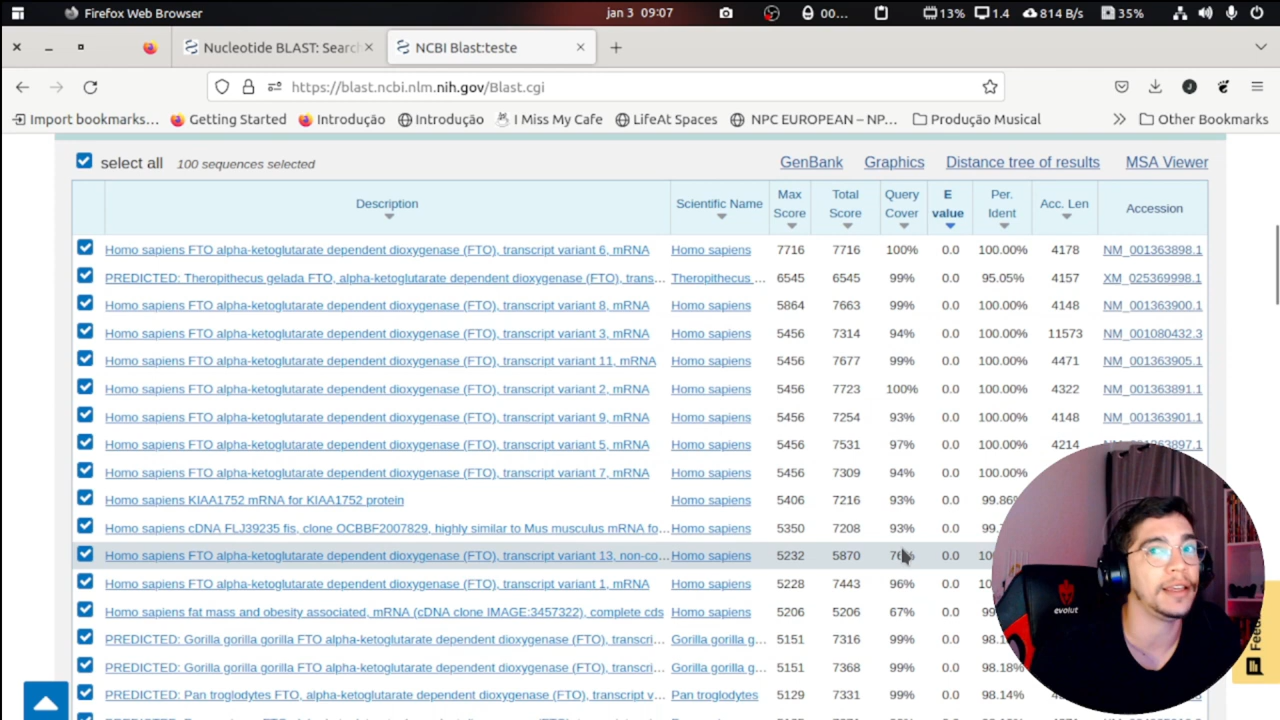 Firefox Web Browser jan 3 09:07 00... 13% 1.4 814 B/s 35%
Nucleotide BLAST: Searc NCBI Blast:teste
https://blast.ncbi.nlm.nih.gov/Blast.cgi
Import bookmarks... Getting Started Introdução Introdução I Miss My Cafe LifeAt Spaces NPC EUROPEAN – NP... Produção Musical Other Bookmarks
select all 100 sequences selected GenBank Graphics Distance tree of results MSA Viewer
Description Scientific Name Max Score Total Score Query Cover E value Per. Ident Acc. Len Accession
Homo sapiens FTO alpha-ketoglutarate dependent dioxygenase (FTO), transcript variant 6, mRNA Homo sapiens 7716 7716 100% 0.0 100.00% 4178 NM_001363898.1
PREDICTED: Theropithecus gelada FTO, alpha-ketoglutarate dependent dioxygenase (FTO), trans... Theropithecus ... 6545 6545 99% 0.0 95.05% 4157 XM_025369998.1
Homo sapiens FTO alpha-ketoglutarate dependent dioxygenase (FTO), transcript variant 8, mRNA Homo sapiens 5864 7663 99% 0.0 100.00% 4148 NM_001363900.1
Homo sapiens FTO alpha-ketoglutarate dependent dioxygenase (FTO), transcript variant 3, mRNA Homo sapiens 5456 7314 94% 0.0 100.00% 11573 NM_001080432.3
Homo sapiens FTO alpha-ketoglutarate dependent dioxygenase (FTO), transcript variant 11, mRNA Homo sapiens 5456 7677 99% 0.0 100.00% 4471 NM_001363905.1
Homo sapiens FTO alpha-ketoglutarate dependent dioxygenase (FTO), transcript variant 2, mRNA Homo sapiens 5456 7723 100% 0.0 100.00% 4322 NM_001363891.1
Homo sapiens FTO alpha-ketoglutarate dependent dioxygenase (FTO), transcript variant 9, mRNA Homo sapiens 5456 7254 93% 0.0 100.00% 4148 NM_001363901.1
Homo sapiens FTO alpha-ketoglutarate dependent dioxygenase (FTO), transcript variant 5, mRNA Homo sapiens 5456 7531 97% 0.0 100.00% 4214
Homo sapiens FTO alpha-ketoglutarate dependent dioxygenase (FTO), transcript variant 7, mRNA Homo sapiens 5456 7309 94% 0.0 100.00%
Homo sapiens KIAA1752 mRNA for KIAA1752 protein Homo sapiens 5406 7216 93% 0.0 99.86
Homo sapiens cDNA FLJ39235 fis, clone OCBBF2007829, highly similar to Mus musculus mRNA fo... Homo sapiens 5350 7208 93% 0.0
Homo sapiens FTO alpha-ketoglutarate dependent dioxygenase (FTO), transcript variant 13, non-co... Homo sapiens 5232 5870 0.0
Homo sapiens FTO alpha-ketoglutarate dependent dioxygenase (FTO), transcript variant 1, mRNA Homo sapiens 5228 7443 96% 0.0
Homo sapiens fat mass and obesity associated, mRNA (cDNA clone IMAGE:3457322), complete cds Homo sapiens 5206 5206 67% 0.0
PREDICTED: Gorilla gorilla gorilla FTO alpha-ketoglutarate dependent dioxygenase (FTO), transcri... Gorilla gorilla g... 5151 7316 99% 0.0
PREDICTED: Gorilla gorilla gorilla FTO alpha-ketoglutarate dependent dioxygenase (FTO), transcri... Gorilla gorilla g... 5151 7368 99% 0.0 98.18%
PREDICTED: Pan troglodytes FTO, alpha-ketoglutarate dependent dioxygenase (FTO), transcript v... Pan troglodytes 5129 7331 99% 0.0 98.14%
evolut